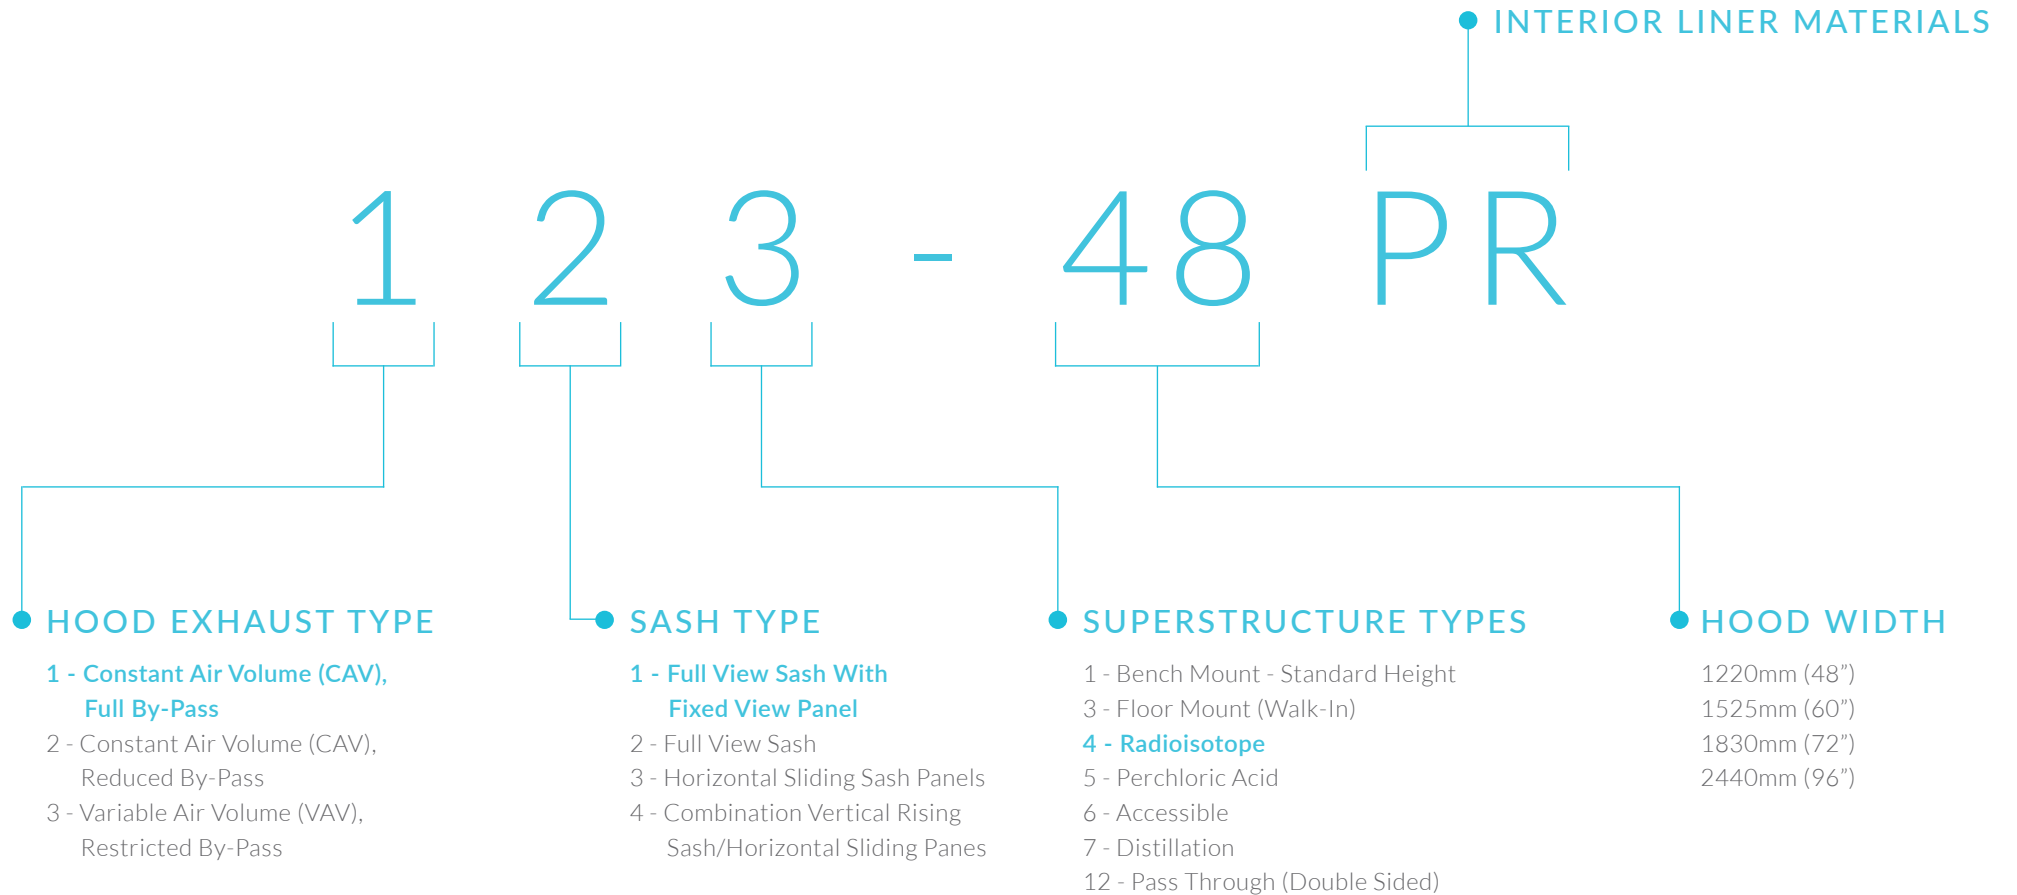 INTERIOR LINER MATERIALS
1 2 3 - 48 PR
HOOD EXHAUST TYPE
1 - Constant Air Volume (CAV),
Full By-Pass
2 - Constant Air Volume (CAV),
Reduced By-Pass
3 - Variable Air Volume (VAV),
Restricted By-Pass
SASH TYPE
1 - Full View Sash With
Fixed View Panel
2 - Full View Sash
3 - Horizontal Sliding Sash Panels
4 - Combination Vertical Rising
Sash/Horizontal Sliding Panes
SUPERSTRUCTURE TYPES
1 - Bench Mount - Standard Height
3 - Floor Mount (Walk-In)
4 - Radioisotope
5 - Perchloric Acid
6 - Accessible
7 - Distillation
12 - Pass Through (Double Sided)
HOOD WIDTH
1220mm (48”)
1525mm (60”)
1830mm (72”)
2440mm (96”)